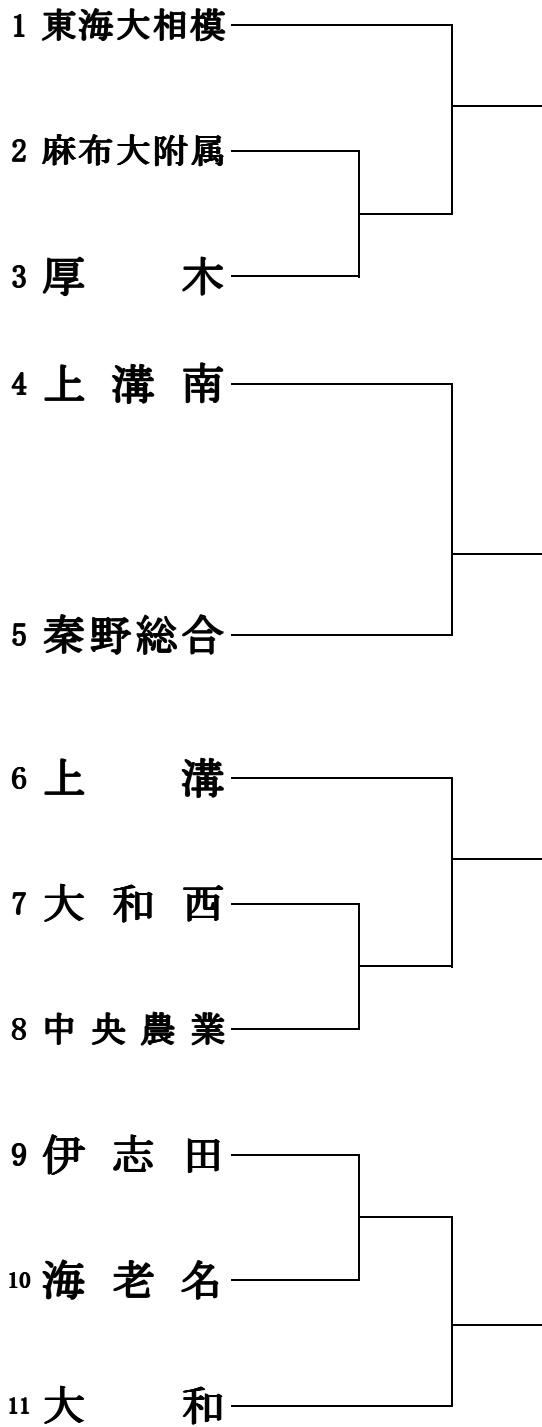 1 東海大相模
2 麻布大附属
3 厚木
4 上溝南
5 秦野総合
6 上溝
7 大和西
8 中央農業
9 伊志田
10 海老名
11 大和